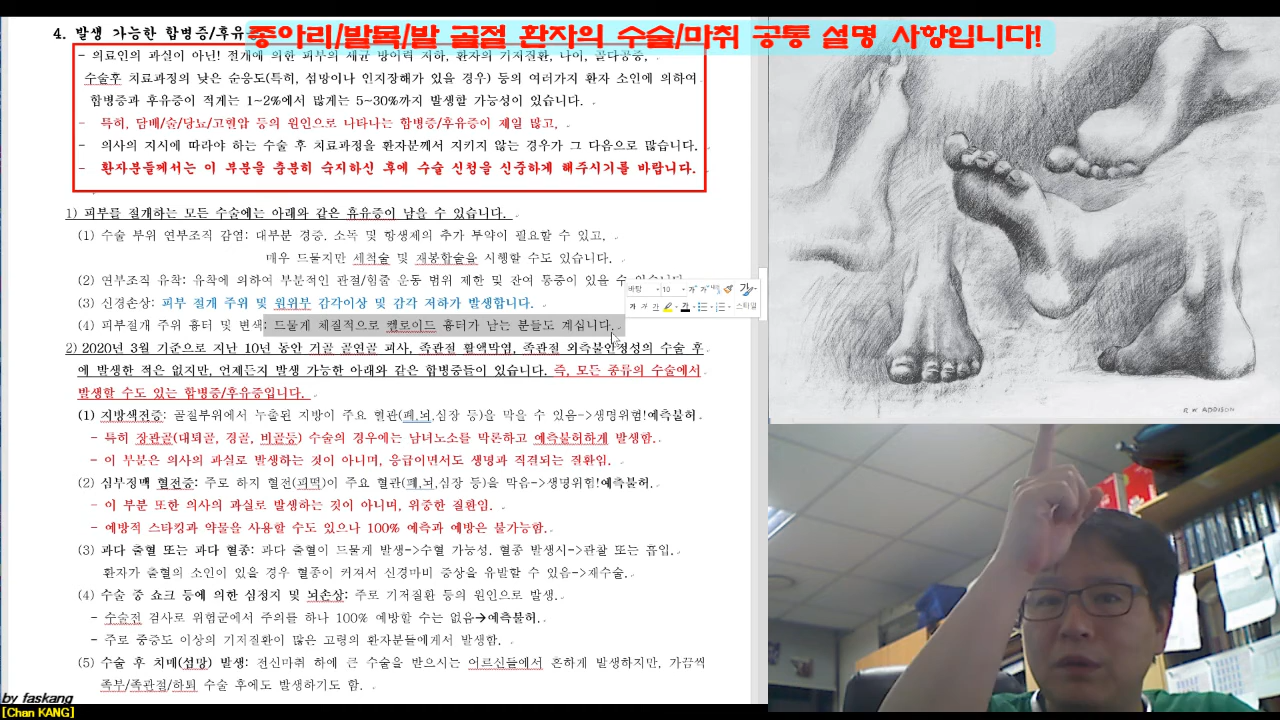 종아리/발목/발 골절 환자의 수술/마취 공통 설명 사항입니다!
4. 발생 가능한 합병증/후유
- 의료인의 과실이 아닌! 절개에 의한 피부의 세균 방어력 저하, 환자의 기저질환, 나이, 골다공증,
수술후 치료과정의 낮은 순응도(특히, 섬망이나 인지장해가 있을 경우) 등의 여러가지 환자 소인에 의하여
합병증과 후유증이 적게는 1~2%에서 많게는 5~30%까지 발생할 가능성이 있습니다.
- 특히, 담배/술/당뇨/고혈압 등의 원인으로 나타나는 합병증/후유증이 제일 많고,
- 의사의 지시에 따라야 하는 수술 후 치료과정을 환자분께서 지키지 않는 경우가 그 다음으로 많습니다.
- 환자분들께서는 이 부분을 충분히 숙지하신 후에 수술 신청을 신중하게 해주시기를 바랍니다.
1) 피부를 절개하는 모든 수술에는 아래와 같은 휴유증이 남을 수 있습니다.
(1) 수술 부위 연부조직 감염: 대부분 경증, 소독 및 항생제의 추가 투약이 필요할 수 있고,
매우 드물지만 세척술 및 재봉합술을 시행할 수도 있습니다.
(2) 연부조직 유착: 유착에 의하여 부분적인 관절/힘줄 운동 범위 제한 및 잔여 통증이 있을 수 있습니다.
(3) 신경손상: 피부 절개 주위 및 원위부 감각이상 및 감각 저하가 발생합니다.
(4) 피부절개 주위 흉터 및 변색: 드물게 체질적으로 켈로이드 흉터가 남는 분들도 계십니다.
바탕 10 가 가
가 가 가 가 스타일
2) 2020년 3월 기준으로 지난 10년 동안 거골 골연골 괴사, 족관절 활액막염, 족관절 외측불안정성의 수술 후
에 발생한 적은 없지만, 언제든지 발생 가능한 아래와 같은 합병증들이 있습니다. 즉, 모든 종류의 수술에서
발생할 수도 있는 합병증/후유증입니다.
(1) 지방색전증: 골절부위에서 누출된 지방이 주요 혈관(폐,뇌,심장 등)을 막을 수 있음->생명위험!예측불허
- 특히 장관골(대퇴골, 경골, 비골등) 수술의 경우에는 남녀노소를 막론하고 예측불허하게 발생함.
- 이 부분은 의사의 과실로 발생하는 것이 아니며, 응급이면서도 생명과 직결되는 질환임.
(2) 심부정맥 혈전증: 주로 하지 혈전(피떡)이 주요 혈관(폐,뇌,심장 등)을 막음->생명위험!예측불허.
- 이 부분 또한 의사의 과실로 발생하는 것이 아니며, 위중한 질환임.
- 예방적 스타킹과 약물을 사용할 수도 있으나 100% 예측과 예방은 불가능함.
(3) 과다 출혈 또는 과다 혈종: 과다 출혈이 드물게 발생->수혈 가능성, 혈종 발생시->관찰 또는 흡입,
환자가 출혈의 소인이 있을 경우 혈종이 커져서 신경마비 증상을 유발할 수 있음->재수술.
(4) 수술 중 쇼크 등에 의한 심정지 및 뇌손상: 주로 기저질환 등의 원인으로 발생.
- 수술전 검사로 위험군에서 주의를 하나 100% 예방할 수는 없음→예측불허.
- 주로 중증도 이상의 기저질환이 많은 고령의 환자분들에게서 발생함.
(5) 수술 후 치매(섬망) 발생: 전신마취 하에 큰 수술을 받으시는 어르신들에서 흔하게 발생하지만, 가끔씩
족부/족관절/하퇴 수술 후에도 발생하기도 함.
R W ADDISON
by faskang
[Chan KANG]